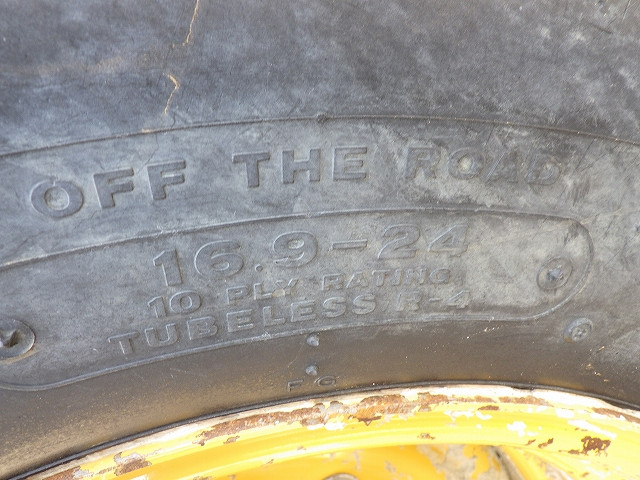 OFF THE ROAD
16.9-24
10 PLY RATING
TUBELESS R-4